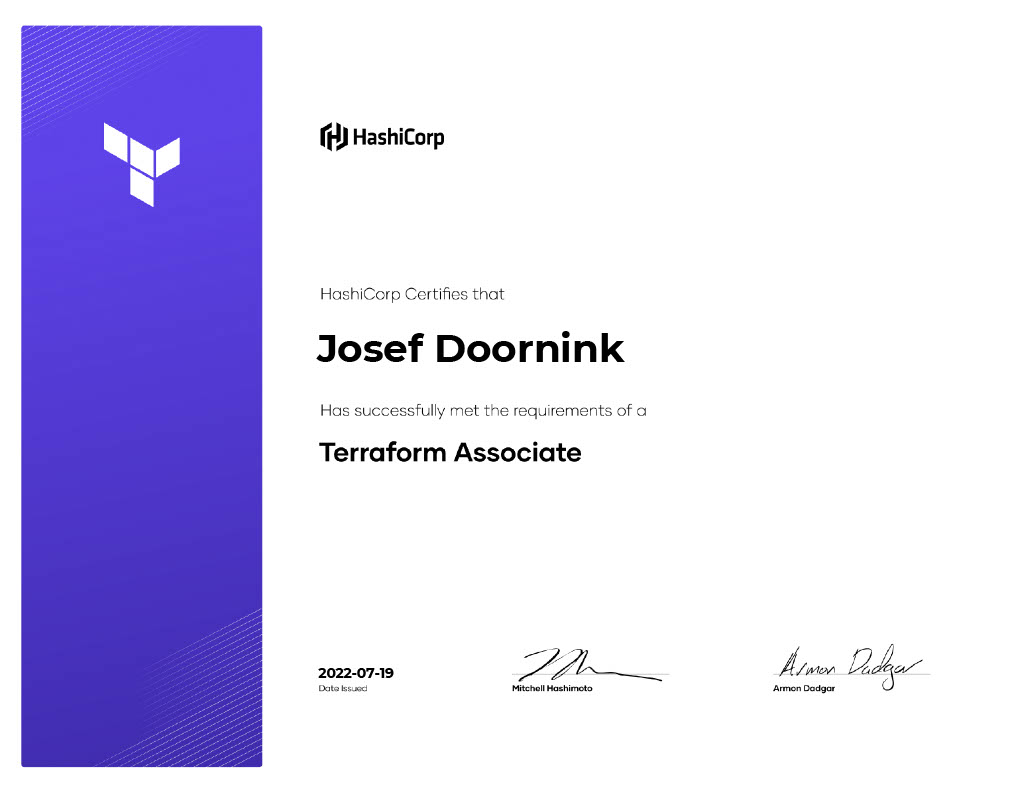 HashiCorp
HashiCorp Certifies that
Josef Doornink
Has successfully met the requirements of a
Terraform Associate
2022-07-19
Date Issued
Mitchell Hashimoto
Armon Dadgar
Armon Dadgar